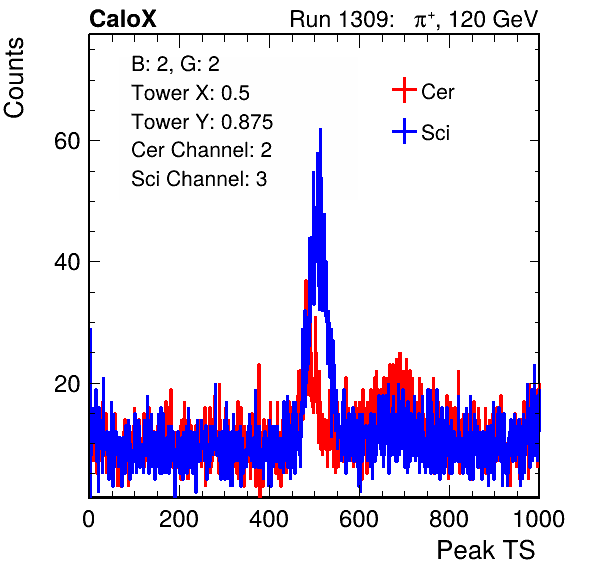 CaloX Run 1309: π⁺, 120 GeV
Counts
B: 2, G: 2
Tower X: 0.5
Tower Y: 0.875
Cer Channel: 2
Sci Channel: 3
Cer
Sci
60
40
20
0 200 400 600 800 1000
Peak TS